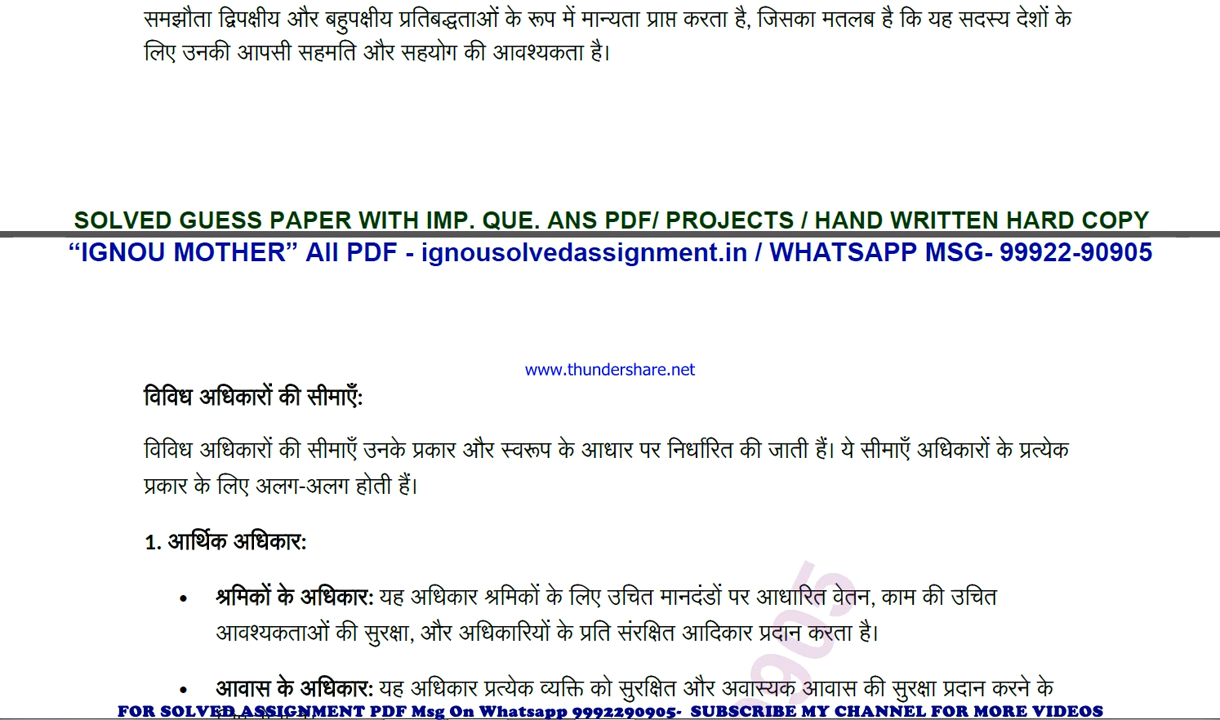 समझौता द्विपक्षीय और बहुपक्षीय प्रतिबद्धताओं के रूप में मान्यता प्राप्त करता है, जिसका मतलब है कि यह सदस्य देशों के
लिए उनकी आपसी सहमति और सहयोग की आवश्यकता है।
SOLVED GUESS PAPER WITH IMP. QUE. ANS PDF/ PROJECTS / HAND WRITTEN HARD COPY
“IGNOU MOTHER” All PDF - ignousolvedassignment.in / WHATSAPP MSG- 99922-90905
www.thundershare.net
विविध अधिकारों की सीमाएँ:
विविध अधिकारों की सीमाएँ उनके प्रकार और स्वरूप के आधार पर निर्धारित की जाती हैं। ये सीमाएँ अधिकारों के प्रत्येक
प्रकार के लिए अलग-अलग होती हैं।
1. आर्थिक अधिकार:
• श्रमिकों के अधिकार: यह अधिकार श्रमिकों के लिए उचित मानदंडों पर आधारित वेतन, काम की उचित
आवश्यकताओं की सुरक्षा, और अधिकारियों के प्रति संरक्षित आदिकार प्रदान करता है।
• आवास के अधिकार: यह अधिकार प्रत्येक व्यक्ति को सुरक्षित और अवास्यक आवास की सुरक्षा प्रदान करने के
FOR SOLVED ASSIGNMENT PDF Msg On Whatsapp 9992290905- SUBSCRIBE MY CHANNEL FOR MORE VIDEOS